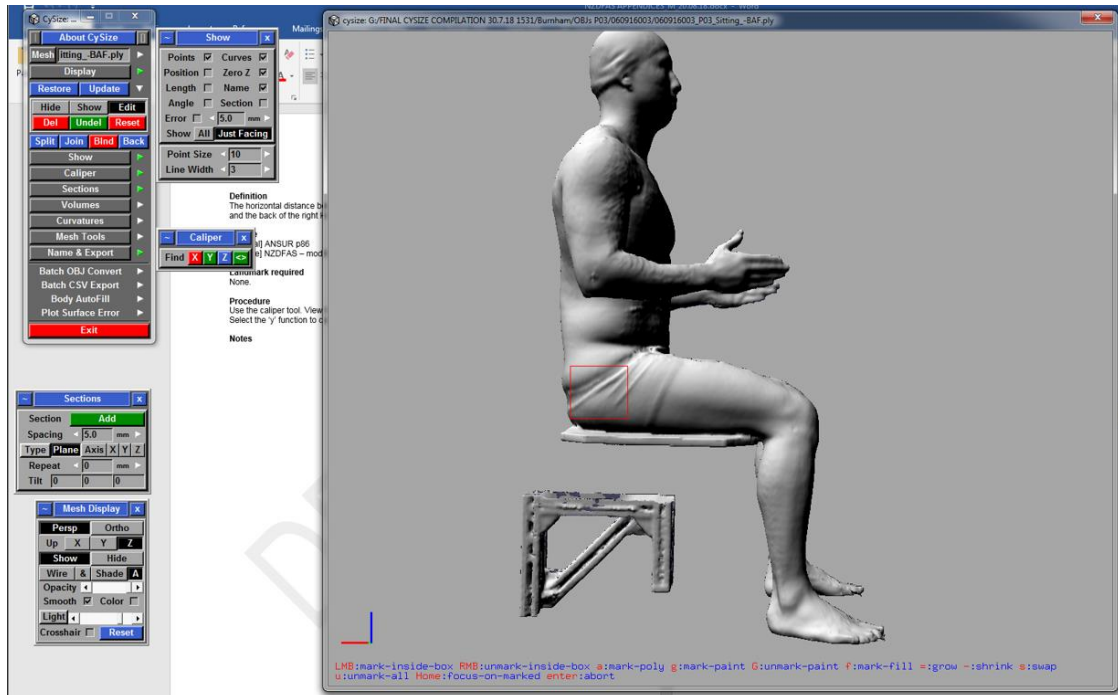 NZDFAS APPENDICES_M_20.08.18.docx
CySize: ...
About CySize
Mesh itting_-BAF.ply
Display
Restore Update
Hide Show Edit
Del Undel Reset
Split Join Bind Back
Show
Caliper
Sections
Volumes
Curvatures
Mesh Tools
Name & Export
Batch OBJ Convert
Batch CSV Export
Body AutoFill
Plot Surface Error
Exit
~ Show x
Points Curves
Position Zero Z
Length Name
Angle Section
Error 5.0 mm
Show All Just Facing
Point Size 10
Line Width 3
Mailings
~ Caliper x
Find X Y Z <>
Definition
The horizontal distance be
and the back of the right
al] ANSUR p86
e] NZDFAS – mod
Landmark required
None.
Procedure
Use the caliper tool. View
Select the 'y' function to
Notes
~ Sections x
Section Add
Spacing 5.0 mm
Type Plane Axis X Y Z
Repeat 0 mm
Tilt 0 0 0
~ Mesh Display x
Persp Ortho
Up X Y Z
Show Hide
Wire & Shade A
Opacity
Smooth Color
Light
Crosshair Reset
cysize: G:/FINAL CYSIZE COMPILATION 30.7.18 1531/Burnham/OBJs P03/060916003/060916003_P03_Sitting_-BAF.ply
LMB:mark-inside-box RMB:unmark-inside-box a:mark-poly g:mark-paint G:unmark-paint f:mark-fill =:grow -:shrink s:swap
u:unmark-all Home:focus-on-marked enter:abort